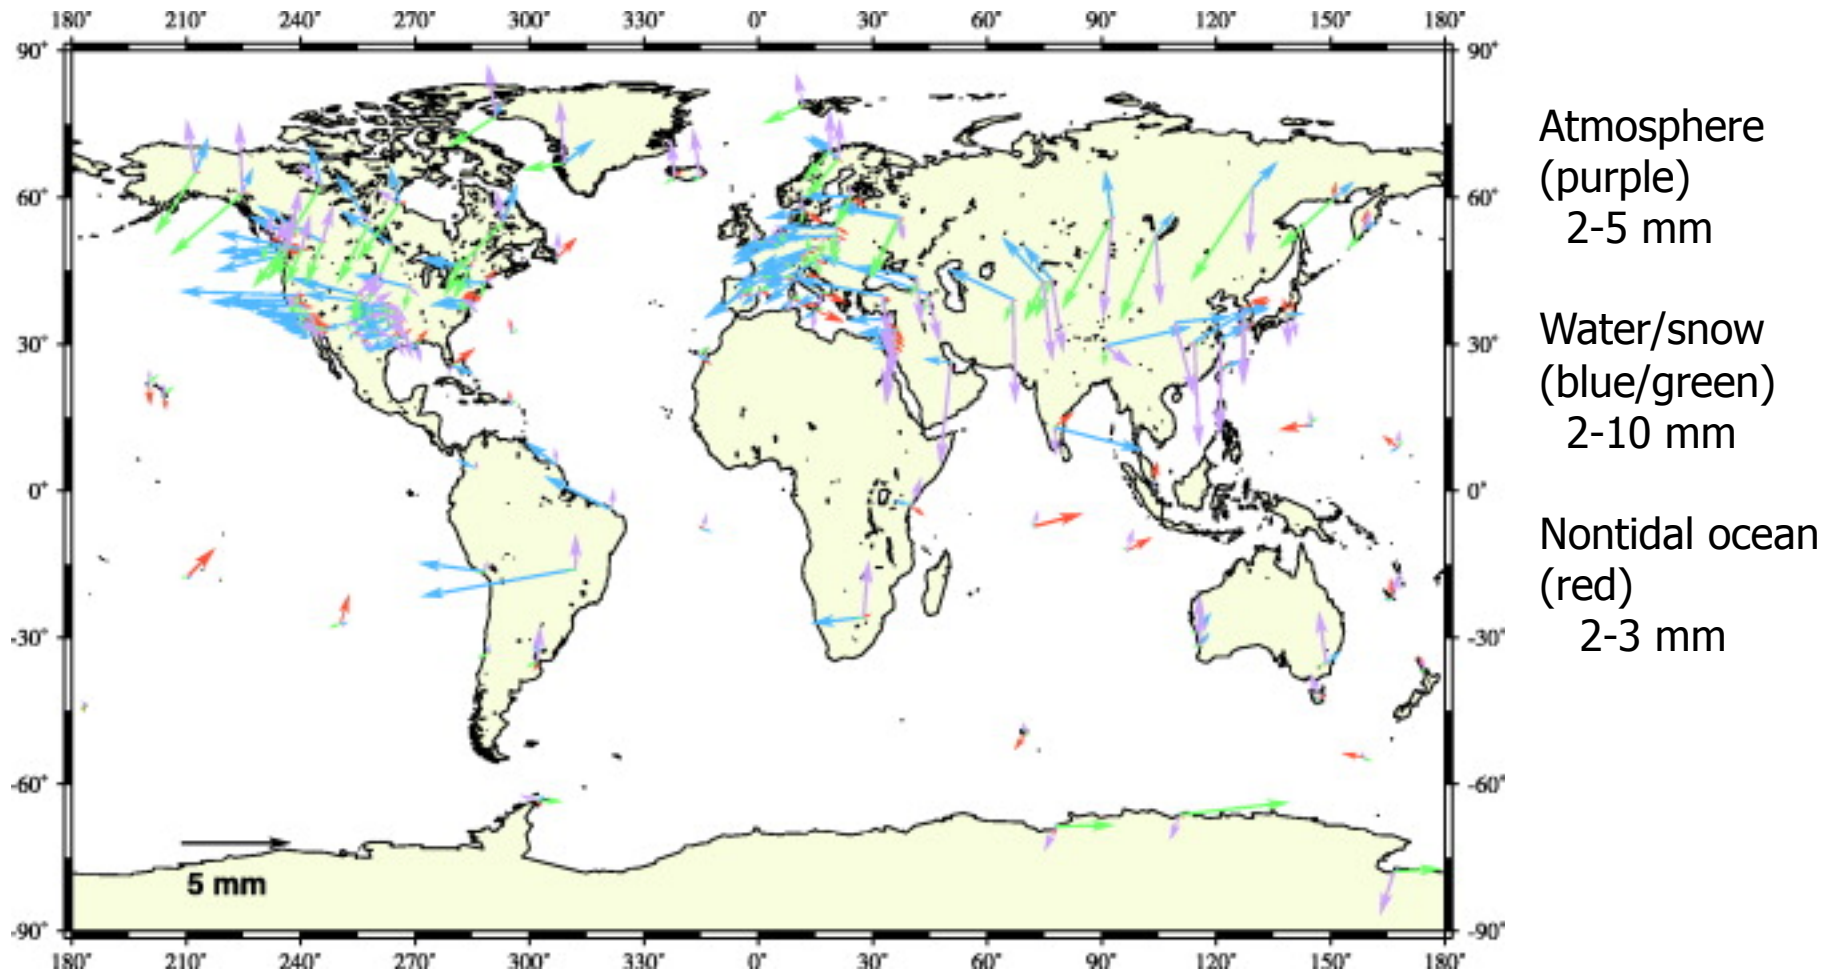 180° 210° 240° 270° 300° 330° 0° 30° 60° 90° 120° 150° 180°
90° 90°
60° 60°
30° 30°
0° 0°
-30° -30°
-60° -60°
-90° -90°
5 mm
180° 210° 240° 270° 300° 330° 0° 30° 60° 90° 120° 150° 180°
Atmosphere
(purple)
2-5 mm
Water/snow
(blue/green)
2-10 mm
Nontidal ocean
(red)
2-3 mm